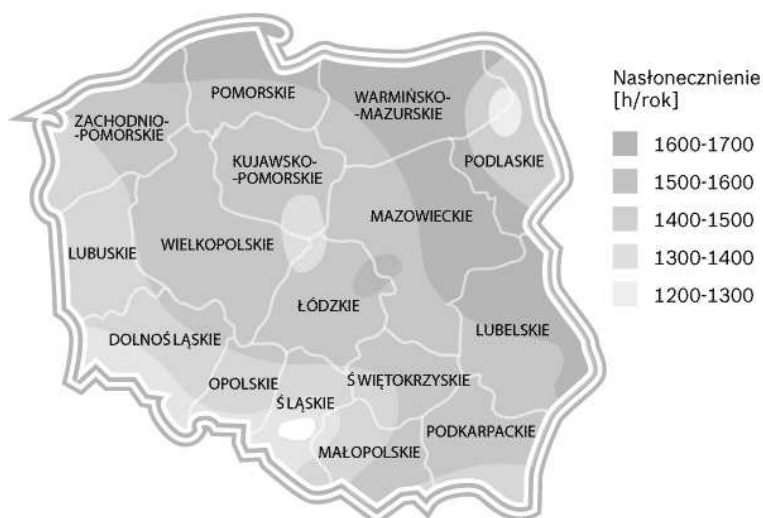 POMORSKIE
WARMIŃSKO-
-MAZURSKIE
ZACHODNIO-
-POMORSKIE
KUJAWSKO-
-POMORSKIE
PODLASKIE
MAZOWIECKIE
WIELKOPOLSKIE
LUBUSKIE
ŁÓDZKIE
LUBELSKIE
DOLNOŚLĄSKIE
OPOLSKIE
ŚLĄSKIE
ŚWIĘTOKRZYSKIE
PODKARPACKIE
MAŁOPOLSKIE
Nasłonecznienie
[h/rok]
1600-1700
1500-1600
1400-1500
1300-1400
1200-1300